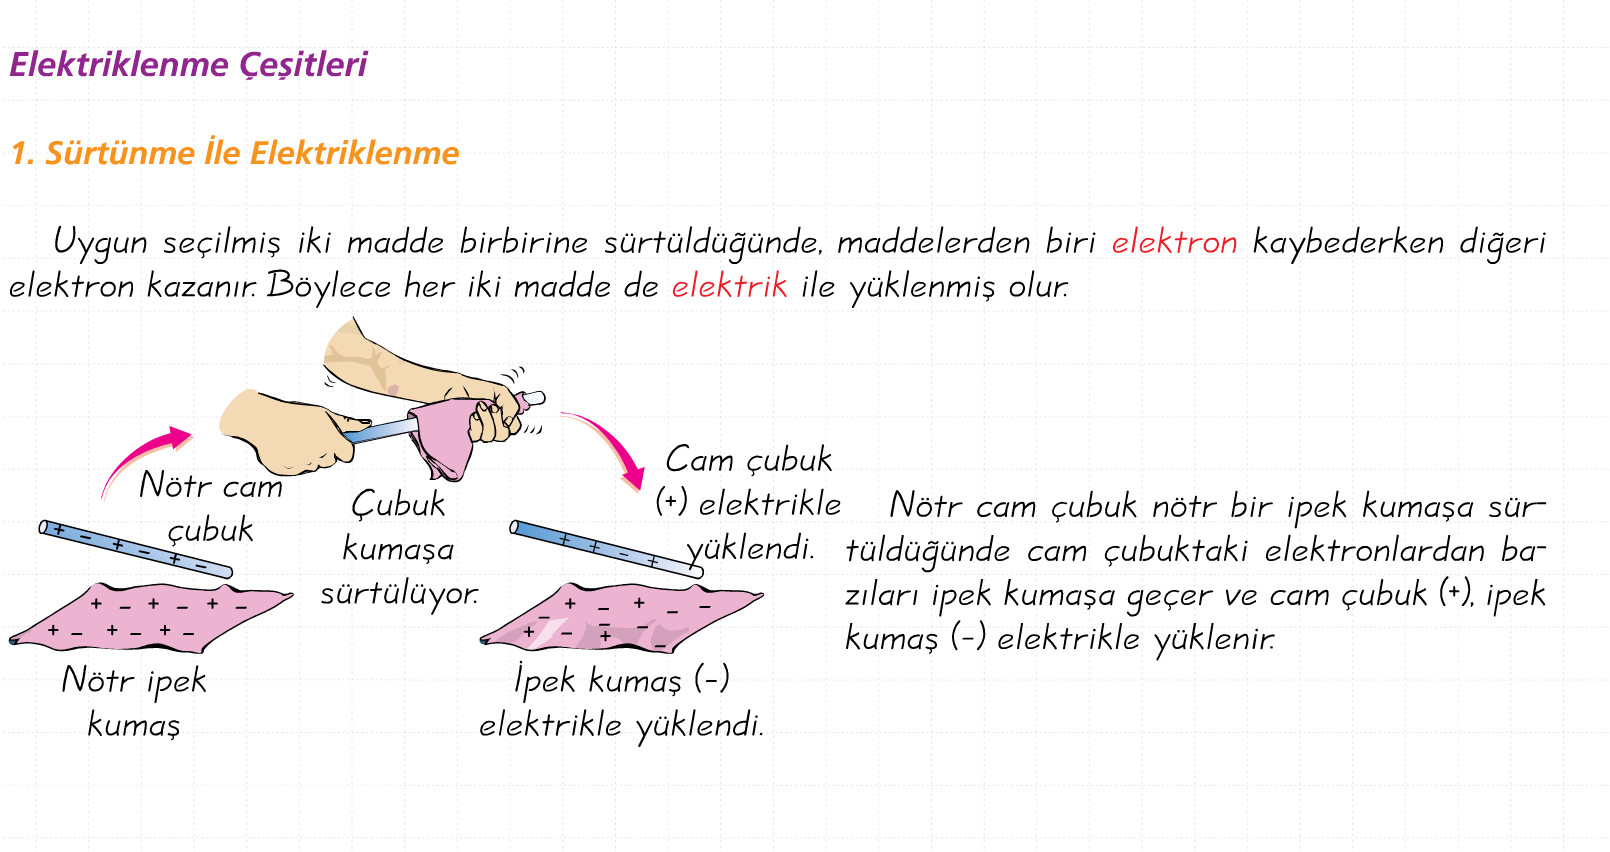 Elektriklenme Çeşitleri
1. Sürtünme İle Elektriklenme
Uygun seçilmiş iki madde birbirine sürtüldüğünde, maddelerden biri elektron kaybederken diğeri
elektron kazanır. Böylece her iki madde de elektrik ile yüklenmiş olur.
Nötr cam
çubuk
+ - + - + -
+ - + - + -
+ - + - + -
Nötr ipek
kumaş
Çubuk
kumaşa
sürtülüyor.
Cam çubuk
(+) elektrikle
yüklendi.
+ + - +
+ - + - -
- - -
+ - + -
İpek kumaş (-)
elektrikle yüklendi.
Nötr cam çubuk nötr bir ipek kumaşa sür-
tüldüğünde cam çubuktaki elektronlardan ba-
zıları ipek kumaşa geçer ve cam çubuk (+), ipek
kumaş (-) elektrikle yüklenir.